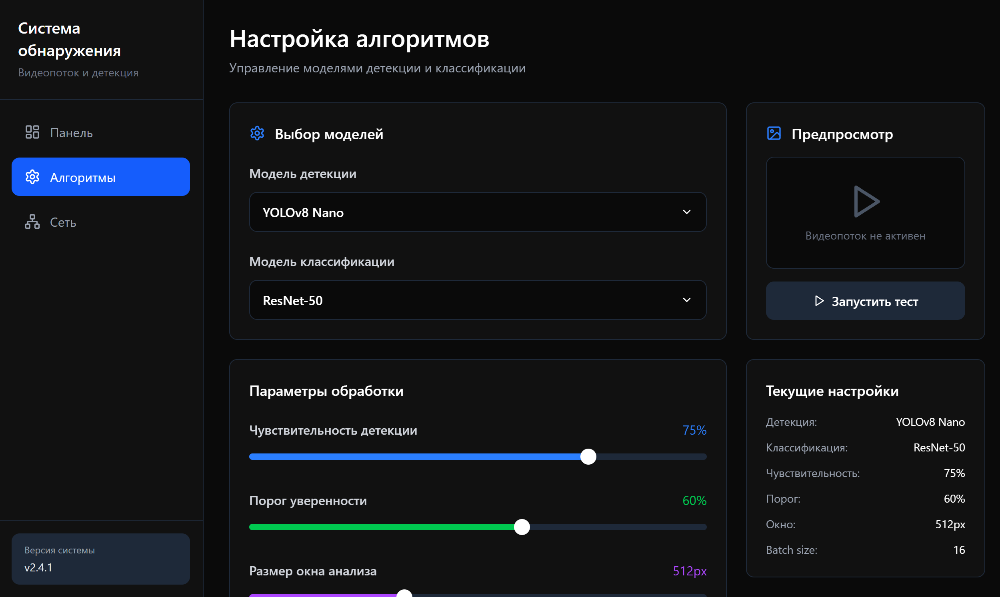 Система
обнаружения
Видеопоток и детекция
Панель
Алгоритмы
Сеть
Версия системы
v2.4.1
Настройка алгоритмов
Управление моделями детекции и классификации
Выбор моделей
Модель детекции
YOLOv8 Nano
Модель классификации
ResNet-50
Предпросмотр
Видеопоток не активен
Запустить тест
Параметры обработки
Чувствительность детекции 75%
Порог уверенности 60%
Размер окна анализа 512px
Текущие настройки
Детекция: YOLOv8 Nano
Классификация: ResNet-50
Чувствительность: 75%
Порог: 60%
Окно: 512px
Batch size: 16